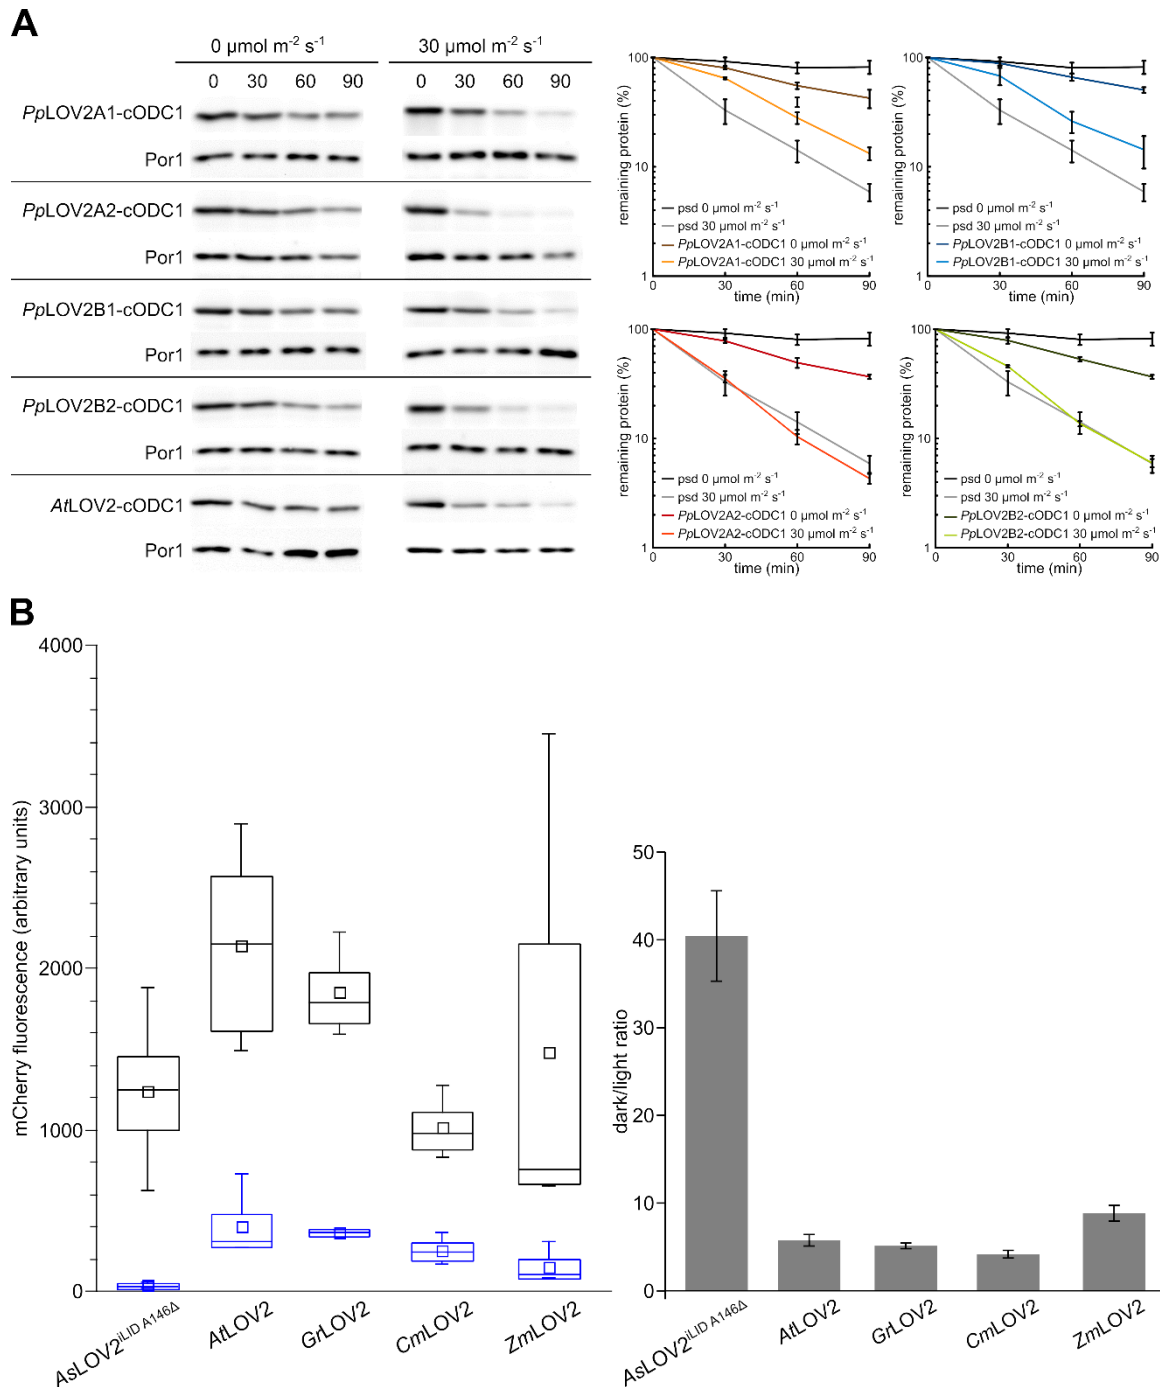 A
0 µmol m-2 s-1
30 µmol m-2 s-1
0 30 60 90
0 30 60 90
PpLOV2A1-cODC1
Por1
PpLOV2A2-cODC1
Por1
PpLOV2B1-cODC1
Por1
PpLOV2B2-cODC1
Por1
AtLOV2-cODC1
Por1
remaining protein (%)
100
10
1
psd 0 µmol m-2 s-1
psd 30 µmol m-2 s-1
PpLOV2A1-cODC1 0 µmol m-2 s-1
PpLOV2A1-cODC1 30 µmol m-2 s-1
0 30 60 90
time (min)
remaining protein (%)
100
10
1
psd 0 µmol m-2 s-1
psd 30 µmol m-2 s-1
PpLOV2B1-cODC1 0 µmol m-2 s-1
PpLOV2B1-cODC1 30 µmol m-2 s-1
0 30 60 90
time (min)
remaining protein (%)
100
10
1
psd 0 µmol m-2 s-1
psd 30 µmol m-2 s-1
PpLOV2A2-cODC1 0 µmol m-2 s-1
PpLOV2A2-cODC1 30 µmol m-2 s-1
0 30 60 90
time (min)
remaining protein (%)
100
10
1
psd 0 µmol m-2 s-1
psd 30 µmol m-2 s-1
PpLOV2B2-cODC1 0 µmol m-2 s-1
PpLOV2B2-cODC1 30 µmol m-2 s-1
0 30 60 90
time (min)
B
mCherry fluorescence (arbitrary units)
4000
3000
2000
1000
0
AsLOV2iLID A146Δ
AtLOV2
GrLOV2
CmLOV2
ZmLOV2
dark/light ratio
50
40
30
20
10
0
AsLOV2iLID A146Δ
AtLOV2
GrLOV2
CmLOV2
ZmLOV2